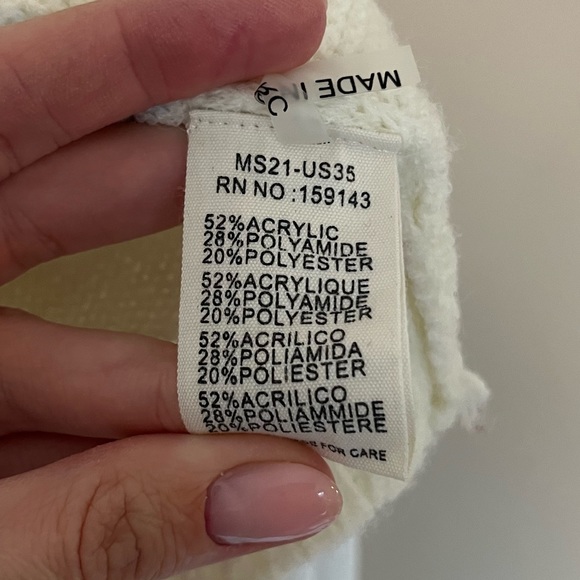 MADE IN
MS21-US35
RN NO :159143
52%ACRYLIC
28%POLYAMIDE
20%POLYESTER
52%ACRYLIQUE
28%POLYAMIDE
20%POLYESTER
52%ACRILICO
28%POLIAMIDA
20%POLIESTER
52%ACRILICO
28%POLIAMMIDE
20%POLIESTERE
FOR CARE